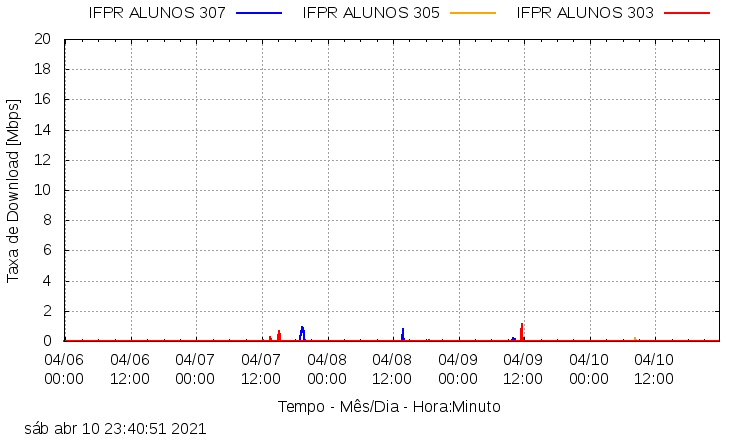 IFPR ALUNOS 307 IFPR ALUNOS 305 IFPR ALUNOS 303
Taxa de Download [Mbps]
20
18
16
14
12
10
8
6
4
2
0
04/06 04/06 04/07 04/07 04/08 04/08 04/09 04/09 04/10 04/10
00:00 12:00 00:00 12:00 00:00 12:00 00:00 12:00 00:00 12:00
Tempo - Mês/Dia - Hora:Minuto
sáb abr 10 23:40:51 2021